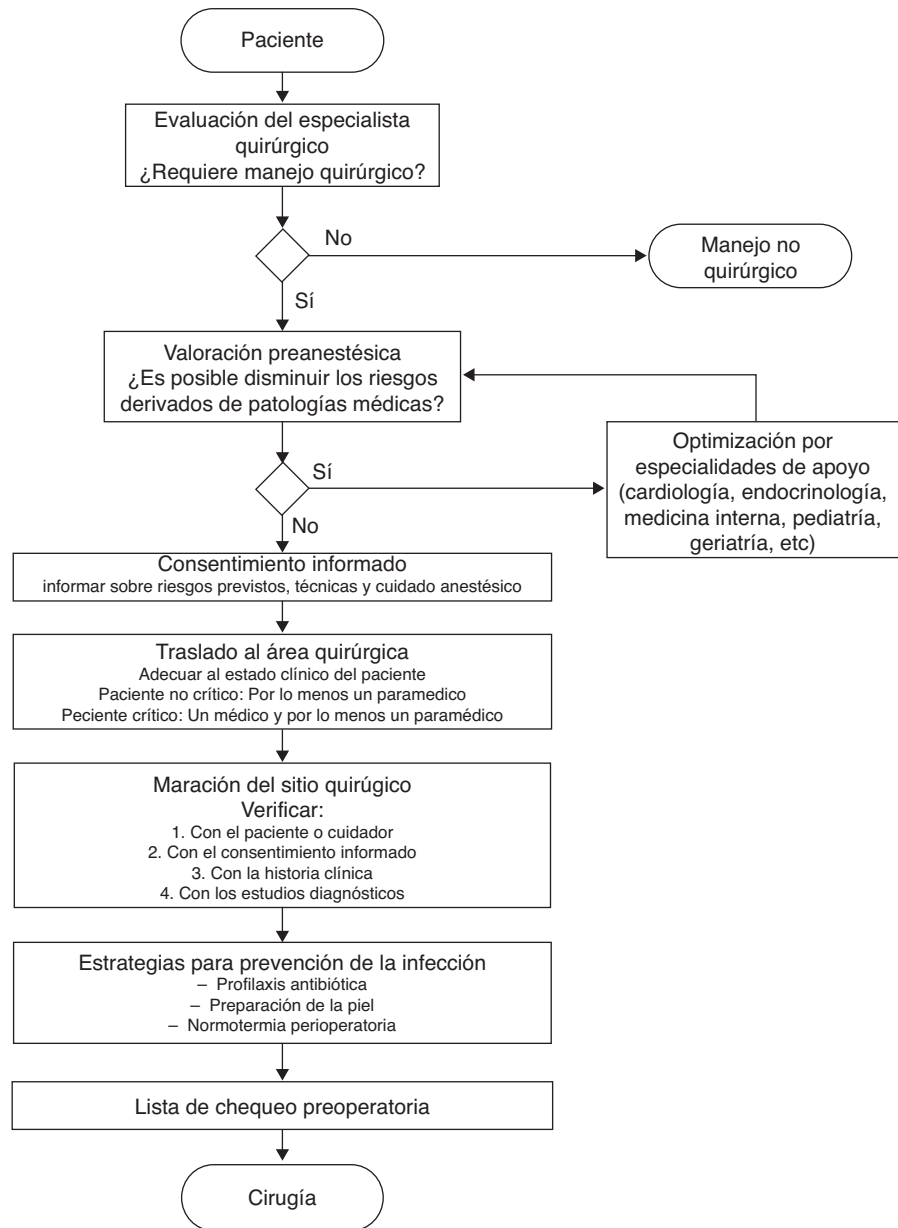 Paciente
Evaluación del especialista
quirúrgico
¿Requiere manejo quirúrgico?
No
Manejo no
quirúrgico
Sí
Valoración preanestésica
¿Es posible disminuir los riesgos
derivados de patologías médicas?
Sí
Optimización por
especialidades de apoyo
(cardiología, endocrinología,
medicina interna, pediatría,
geriatría, etc)
No
Consentimiento informado
informar sobre riesgos previstos, técnicas y cuidado anestésico
Traslado al área quirúrgica
Adecuar al estado clínico del paciente
Paciente no crítico: Por lo menos un paramedico
Peciente crítico: Un médico y por lo menos un paramédico
Maración del sitio quirúgico
Verificar:
1. Con el paciente o cuidador
2. Con el consentimiento informado
3. Con la historia clínica
4. Con los estudios diagnósticos
Estrategias para prevención de la infección
– Profilaxis antibiótica
– Preparación de la piel
– Normotermia perioperatoria
Lista de chequeo preoperatoria
Cirugía